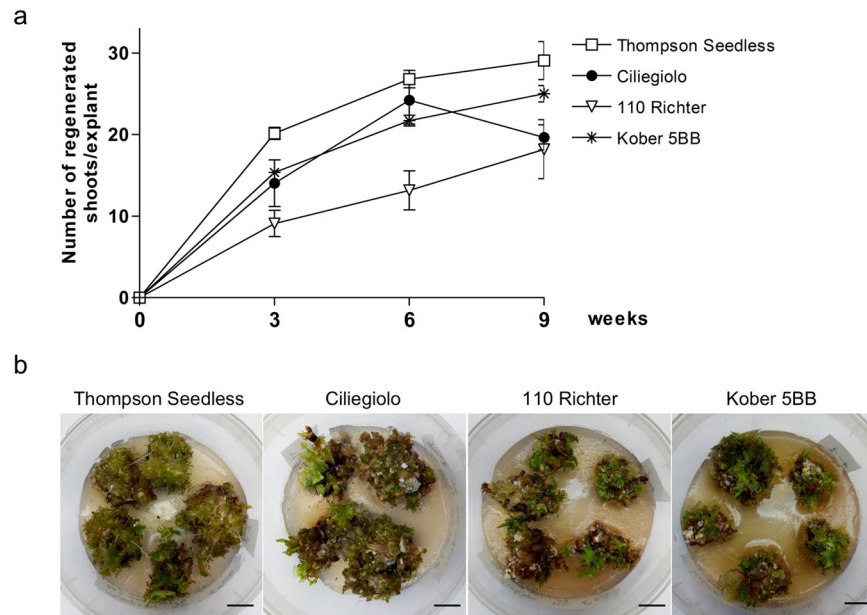 a
Number of regenerated
shoots/explant
30
20
10
0
0 3 6 9 weeks
Thompson Seedless
Ciliegiolo
110 Richter
Kober 5BB
b
Thompson Seedless Ciliegiolo 110 Richter Kober 5BB